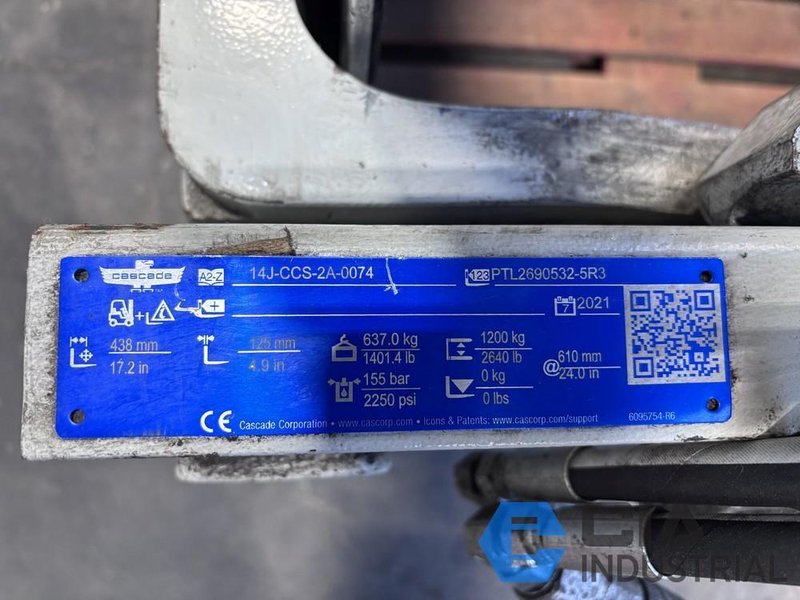 cascade A2-Z 14J-CCS-2A-0074 123 PTL2690532-5R3
7 2021
438 mm 125 mm 637.0 kg 1200 kg 610 mm
17.2 in 4.9 in 1401.4 lb 2640 lb @ 24.0 in
155 bar 0 kg
2250 psi 0 lbs
CE Cascade Corporation • www.cascorp.com • Icons & Patents: www.cascorp.com/support 6095754-R6
INDUSTRIAL